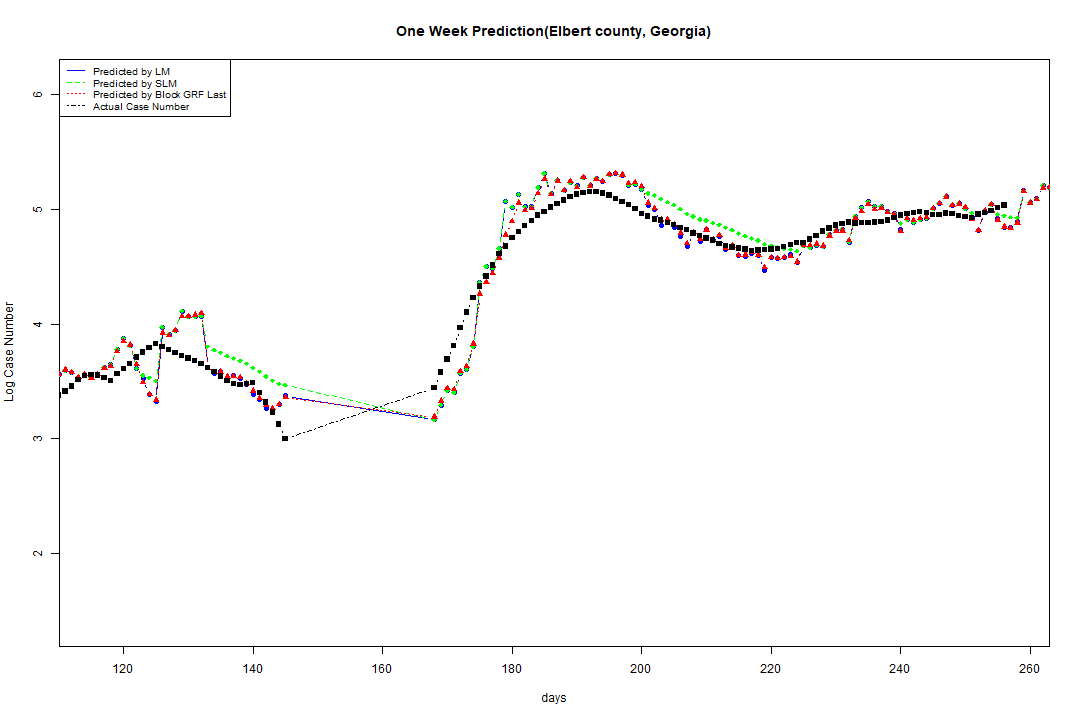 One Week Prediction(Elbert county, Georgia)
Predicted by LM
Predicted by SLM
Predicted by Block GRF Last
Actual Case Number
6
5
4
3
2
Log Case Number
120 140 160 180 200 220 240 260
days